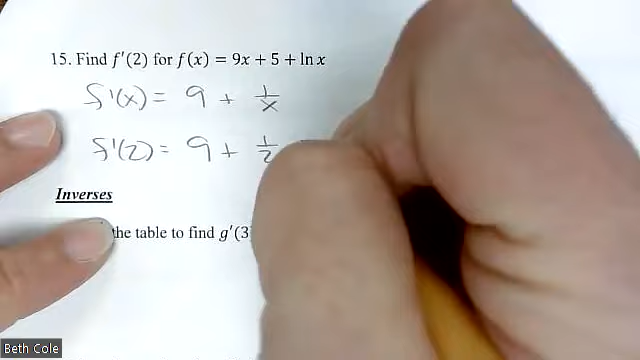 15. Find f′(2) for f(x) = 9x + 5 + ln x
f'(x) = 9 + 1/x
f'(2) = 9 + 1/2
Inverses
the table to find g′(3
Beth Cole